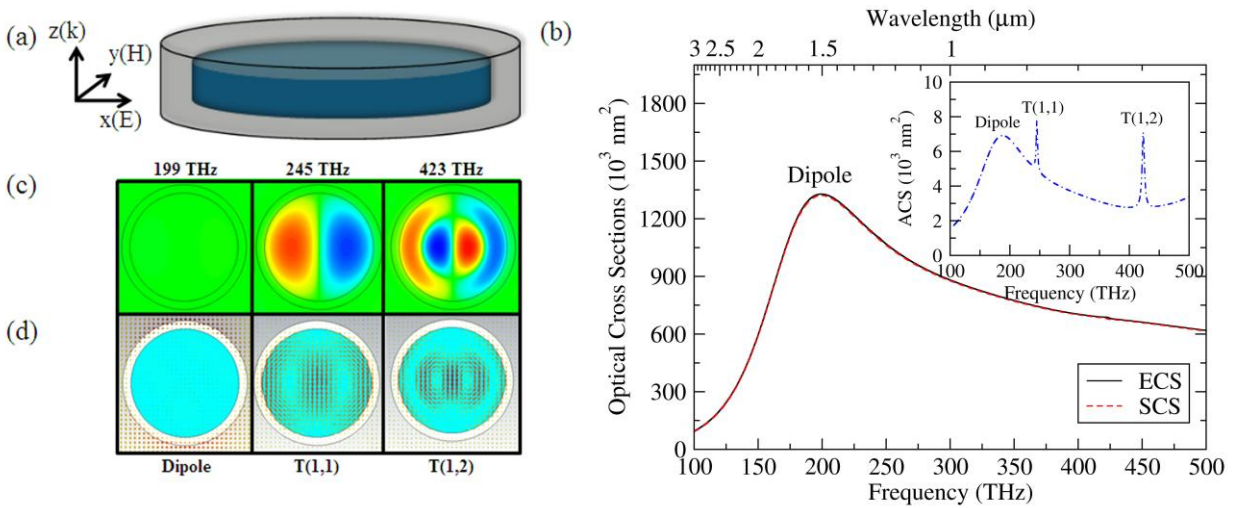 (a)
z(k)
y(H)
x(E)
(b)
(c)
199 THz
245 THz
423 THz
(d)
Dipole
T(1,1)
T(1,2)
Wavelength (μm)
3 2.5 2 1.5 1
Optical Cross Sections (10³ nm²)
1800
1500
1200
900
600
300
0
Dipole
ECS
SCS
100 150 200 250 300 350 400 450 500
Frequency (THz)
ACS (10³ nm²)
10
8
6
4
2
0
Dipole
T(1,1)
T(1,2)
100 200 300 400 500
Frequency (THz)